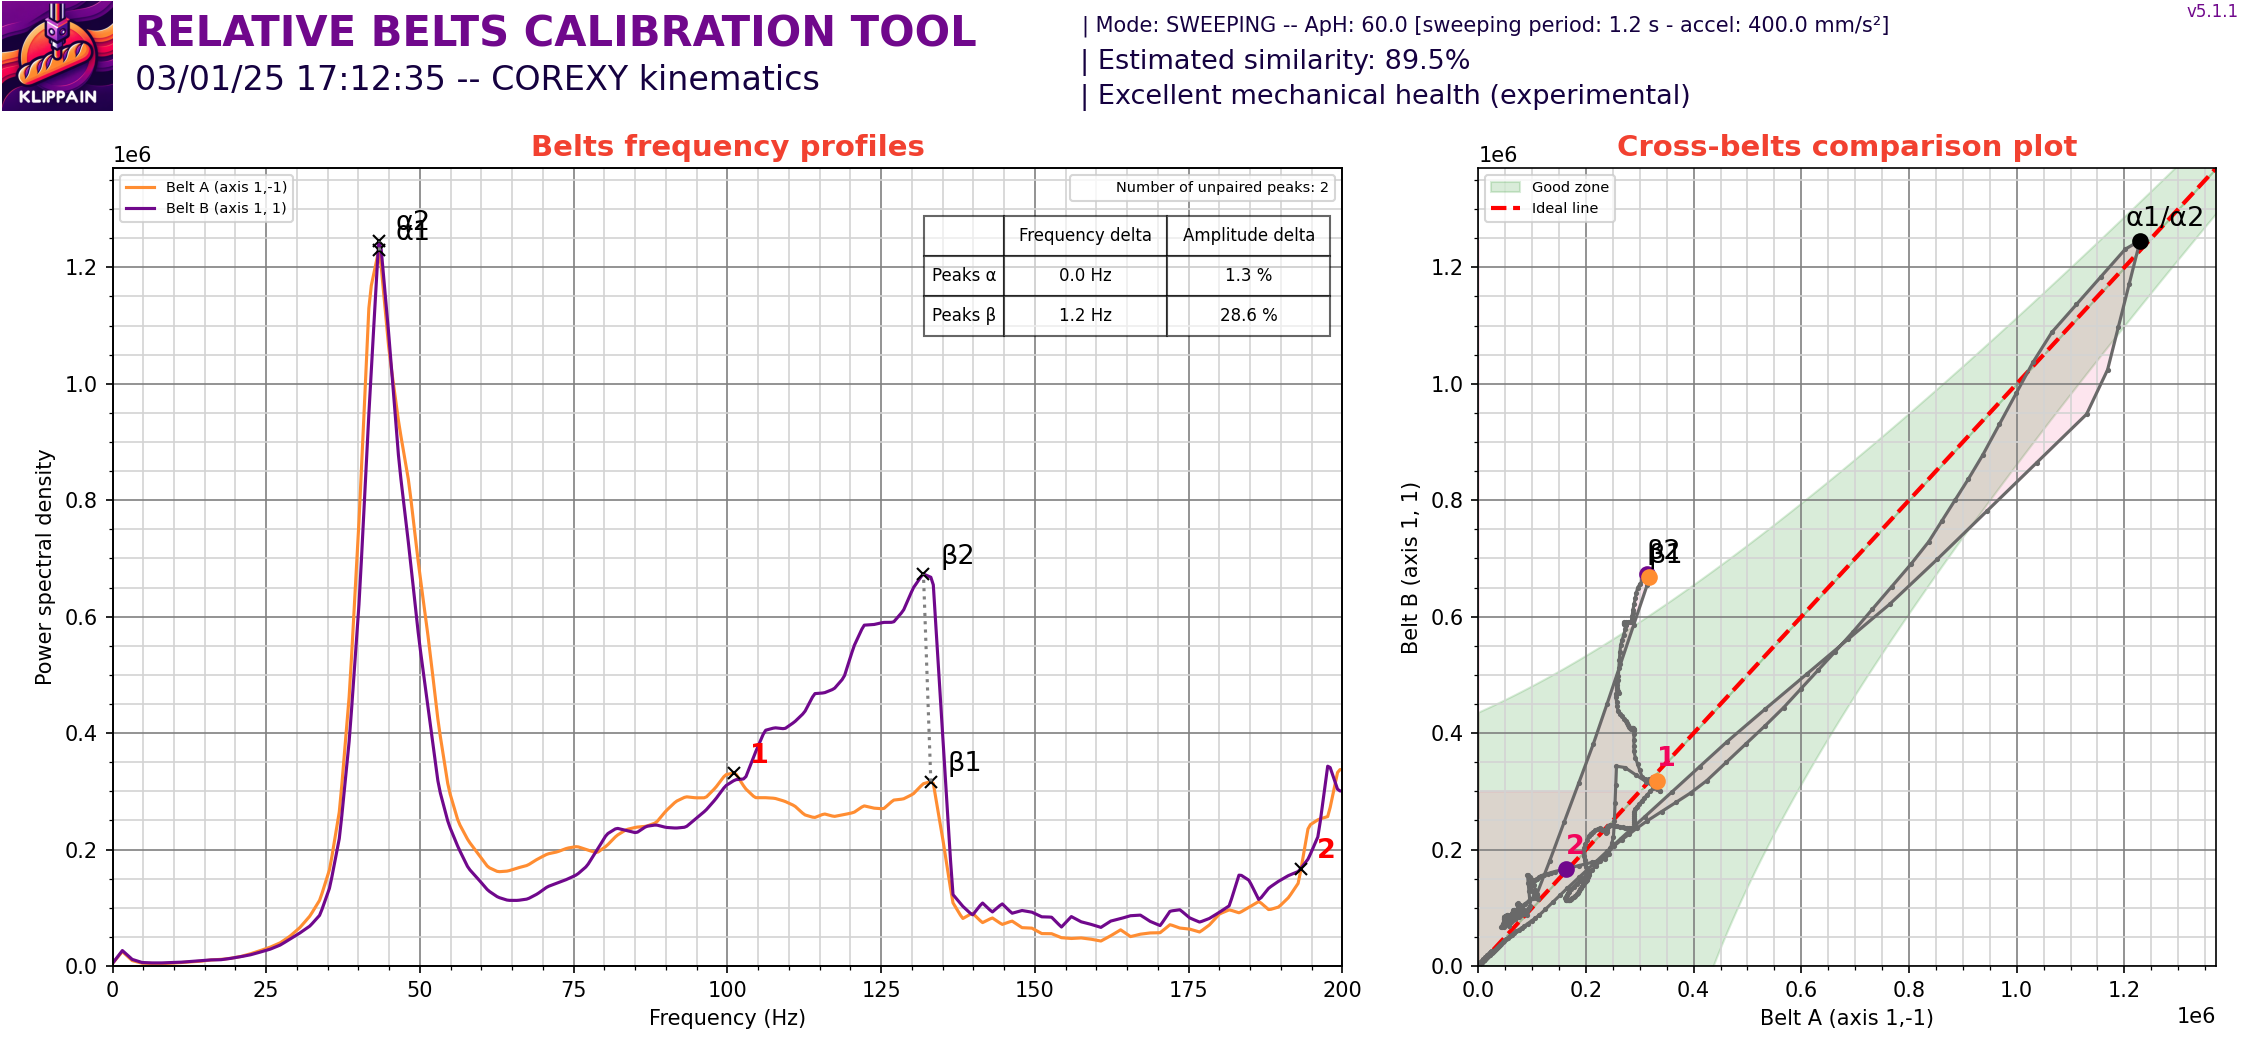 KLIPPAIN
RELATIVE BELTS CALIBRATION TOOL
03/01/25 17:12:35 -- COREXY kinematics
| Mode: SWEEPING -- ApH: 60.0 [sweeping period: 1.2 s - accel: 400.0 mm/s²]
| Estimated similarity: 89.5%
| Excellent mechanical health (experimental)
v5.1.1
Belts frequency profiles
1e6
Belt A (axis 1,-1)
Belt B (axis 1, 1)
Number of unpaired peaks: 2
Frequency delta Amplitude delta
Peaks α 0.0 Hz 1.3 %
Peaks β 1.2 Hz 28.6 %
α2
α1
β2
β1
1
2
Power spectral density
1.2
1.0
0.8
0.6
0.4
0.2
0.0
0 25 50 75 100 125 150 175 200
Frequency (Hz)
Cross-belts comparison plot
1e6
Good zone
Ideal line
α1/α2
β2
β1
1
2
Belt B (axis 1, 1)
1.2
1.0
0.8
0.6
0.4
0.2
0.0
0.0 0.2 0.4 0.6 0.8 1.0 1.2
Belt A (axis 1,-1)
1e6